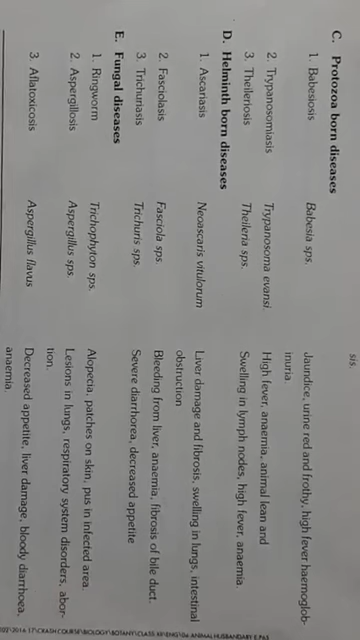 sis.
C. Protozoa born diseases
1. Babesiosis Babesia sps. Jaundice, urine red and frothy, high fever haemoglob-
inuria.
2. Trypanosomiasis Trypanosoma evansi High fever, anaemia, animal lean and
3. Theileriosis Theileria sps. Swelling in lymph nodes, high fever, anaemia
D. Helminth born diseases
1. Ascariasis Neoascaris vitulorum Liver damage and fibrosis, swelling in lungs, intestinal
obstruction
2. Fasciolasis Fasciola sps. Bleeding from liver, anaemia, fibrosis of bile duct.
3. Trichuriasis Trichuris sps. Severe diarrhorea, decreased appetite
E. Fungal diseases
1. Ringworm Trichophyton sps. Alopecia, patches on skin, pus in infected area.
2. Aspergillosis Aspergillus sps. Lesions in lungs, respiratory system disorders, abor-
tion.
3. Aflatoxicosis Aspergillus flavus Decreased appetite, liver damage, bloody diarrhoea,
anaemia.